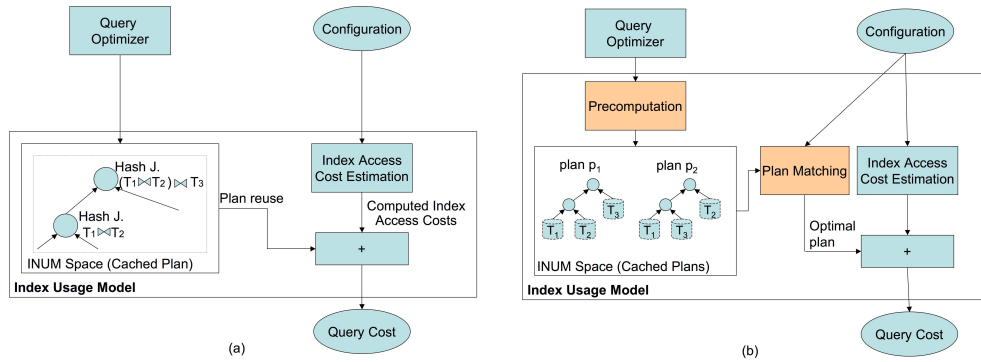 Query
Optimizer
Configuration
Hash J.
(T₁⋈T₂) ⋈ T₃
Hash J.
T₁⋈T₂
INUM Space (Cached Plan)
Plan reuse
Index Access
Cost Estimation
Computed Index
Access Costs
+
Index Usage Model
Query Cost
(a)
Query
Optimizer
Configuration
Precomputation
plan p₁
T₁
T₂
T₃
plan p₂
T₁
T₃
T₂
INUM Space (Cached Plans)
Plan Matching
Index Access
Cost Estimation
Optimal
plan
+
Index Usage Model
Query Cost
(b)